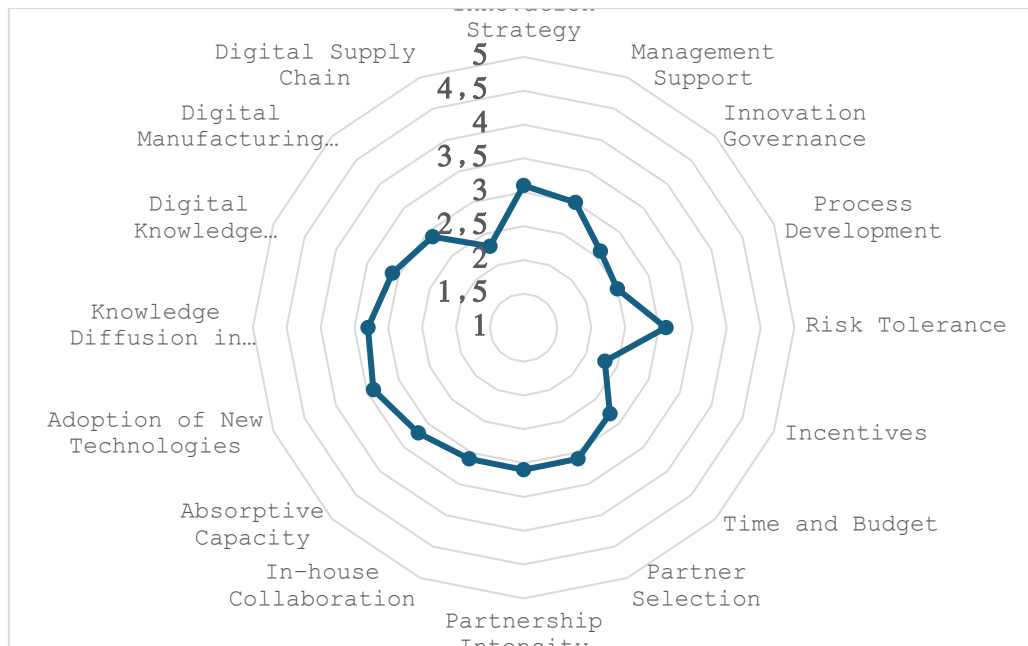 Innovation
Strategy
Management
Support
Innovation
Governance
Process
Development
Risk Tolerance
Incentives
Time and Budget
Partner
Selection
Partnership
Intensity
In-house
Collaboration
Absorptive
Capacity
Adoption of New
Technologies
Knowledge
Diffusion in…
Digital
Knowledge…
Digital
Manufacturing…
Digital Supply
Chain
5
4,5
4
3,5
3
2,5
2
1,5
1